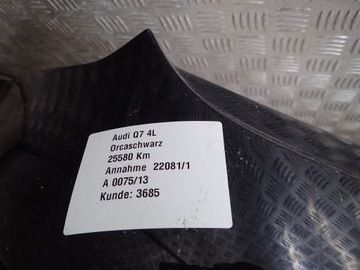 Audi Q7 4L
Orcaschwarz
25580 Km
Annahme 22081/1
A 0075/13
Kunde: 3685